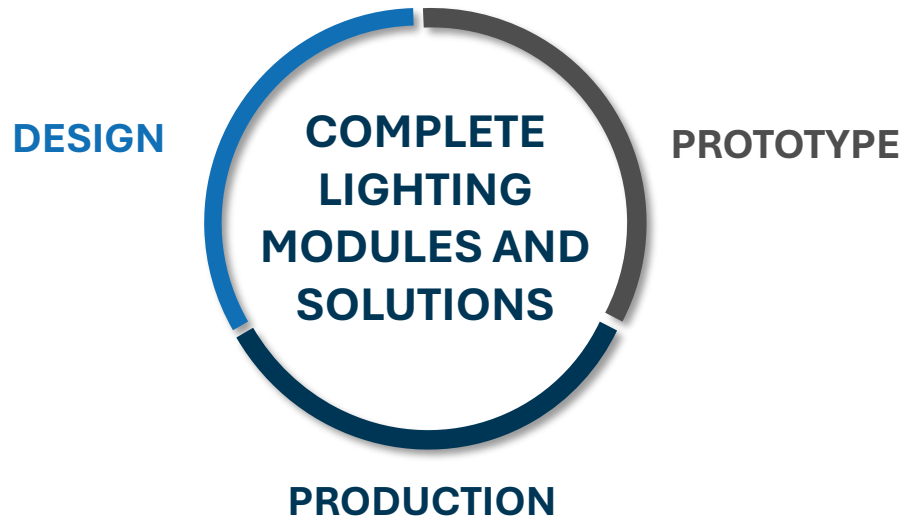 DESIGN
PROTOTYPE
COMPLETE
LIGHTING
MODULES AND
SOLUTIONS
PRODUCTION